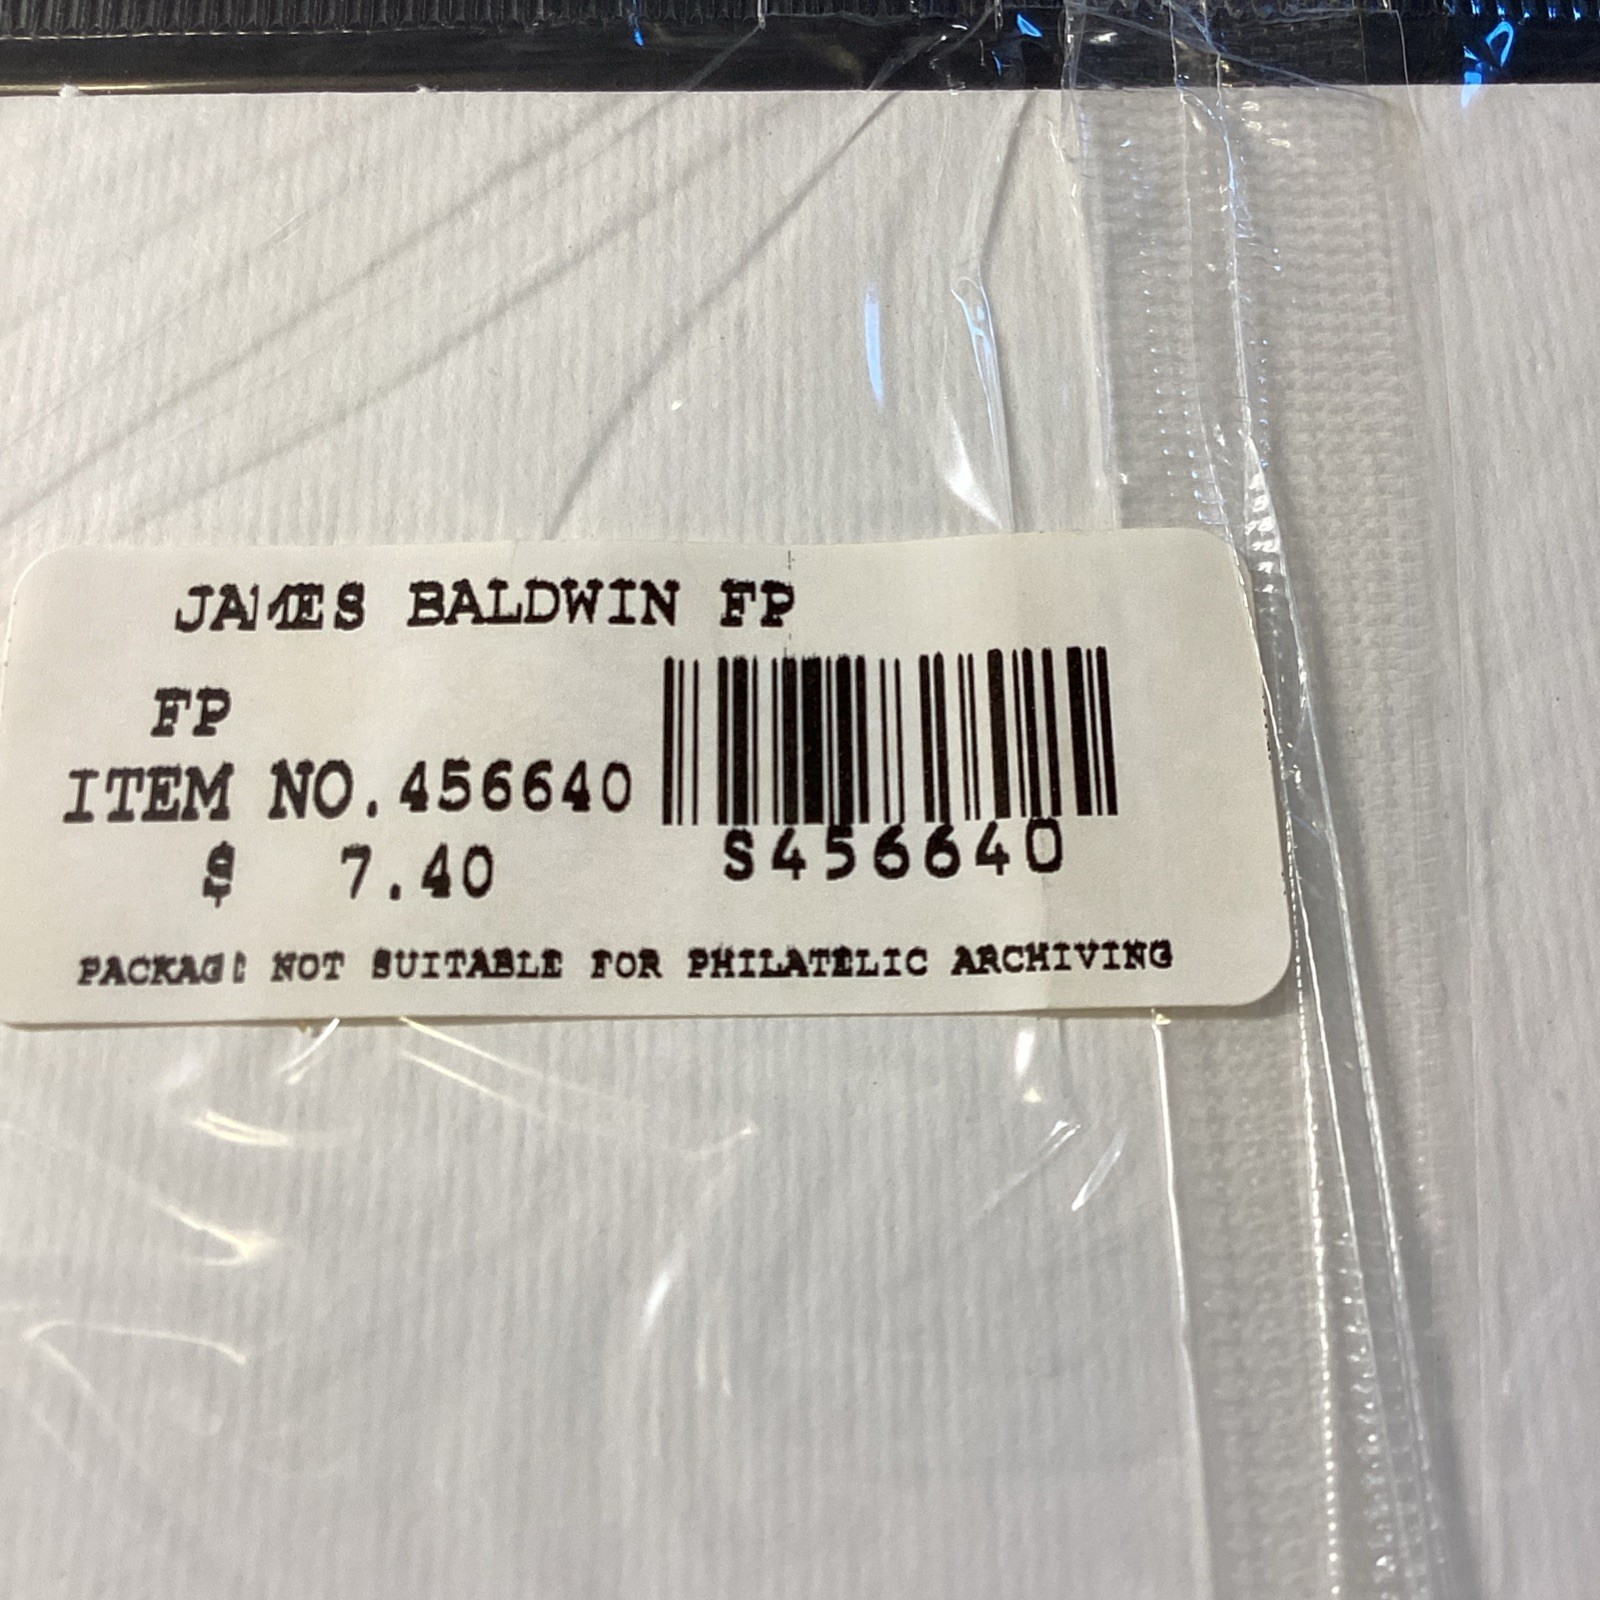 JAMES BALDWIN FP
FP
ITEM NO.456640
$ 7.40
S456640
PACKAGE NOT SUITABLE FOR PHILATELIC ARCHIVING